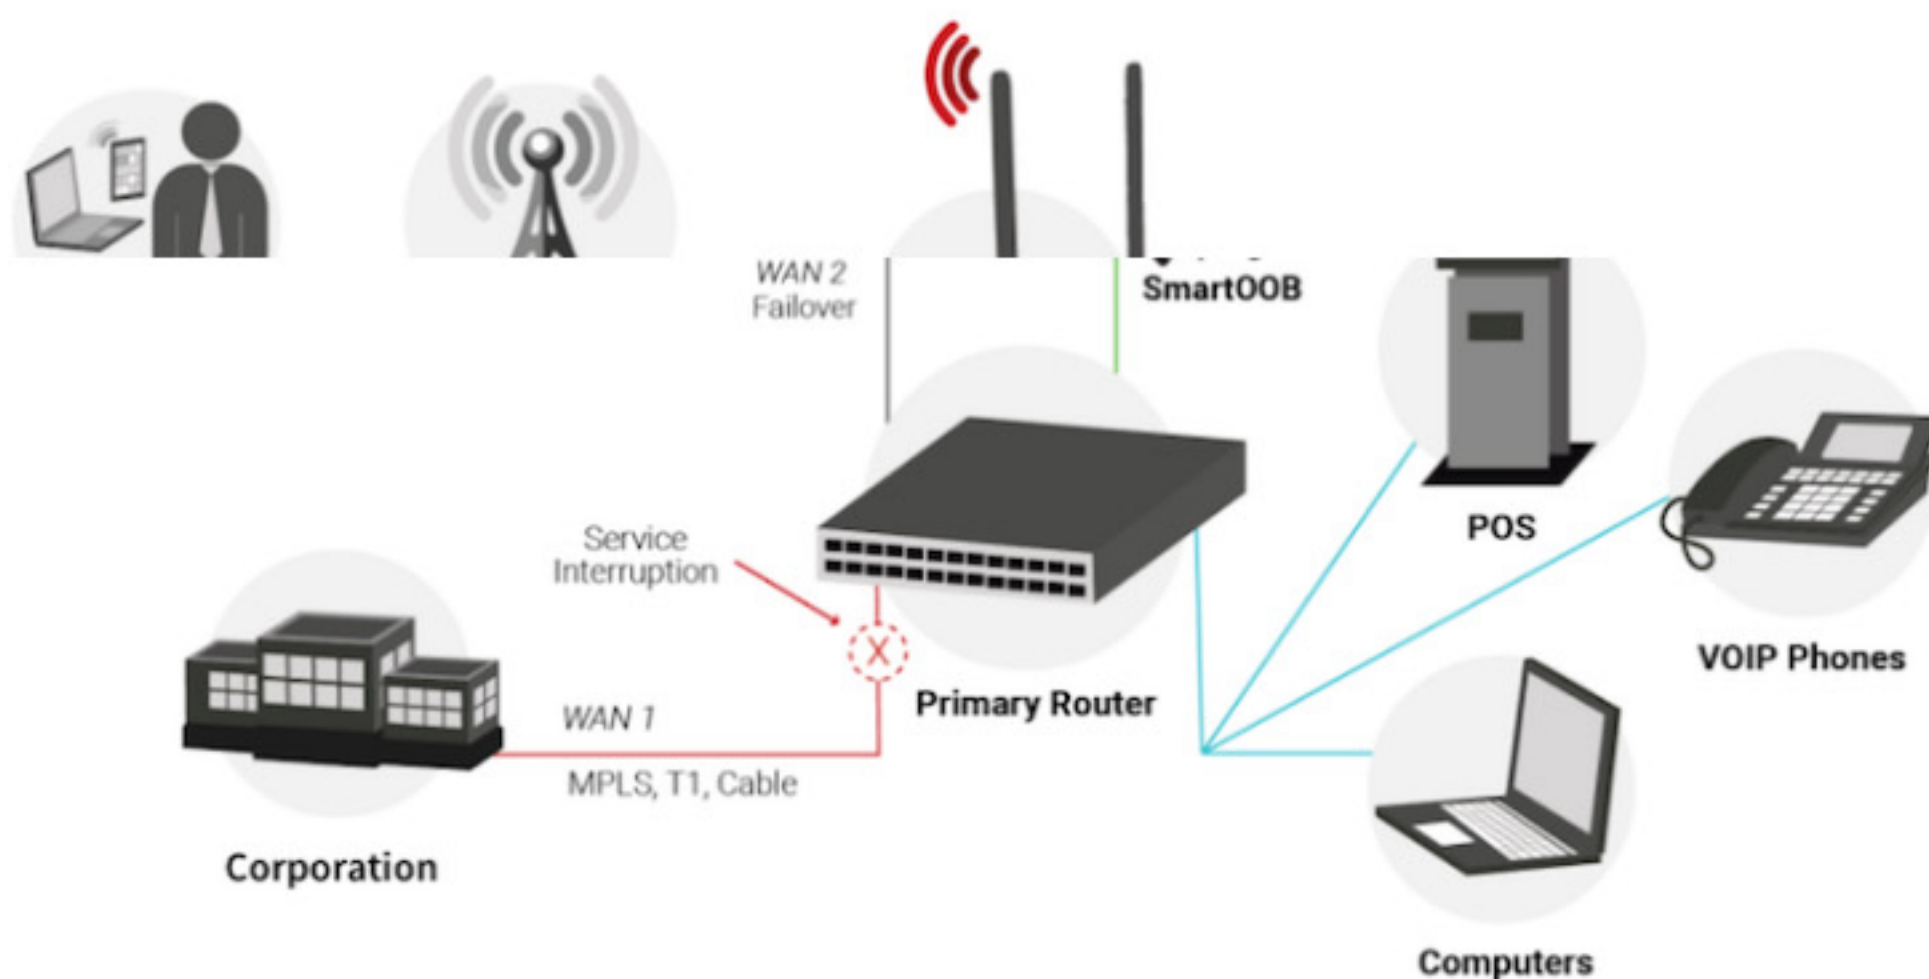 WAN 2
Failover
SmartOOB
Service
Interruption
POS
VOIP Phones
Primary Router
WAN 1
MPLS, T1, Cable
Corporation
Computers